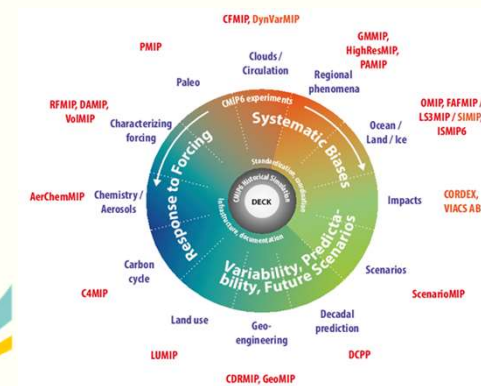 CFMIP, DynVarMIP
PMIP
GMMIP,
HighResMIP,
PAMIP
Clouds /
Circulation
Paleo
Regional
phenomena
RFMIP, DAMIP,
VolMIP
CMIP6 experiments
OMIP, FAFMIP /
LS3MIP / SIMIP,
ISMIP6
Characterizing
forcing
Systematic Biases
Ocean /
Land / Ice
Response to Forcing
Standardization, coordination
CMIP6 Historical Simulation
AerChemMIP
Chemistry /
Aerosols
DECK
Impacts
CORDEX,
VIACS AB
infrastructure, documentation
Variability, Predicta-
bility, Future Scenarios
Carbon
cycle
Scenarios
C4MIP
ScenarioMIP
Land use
Geo-
engineering
Decadal
prediction
LUMIP
DCPP
CDRMIP, GeoMIP